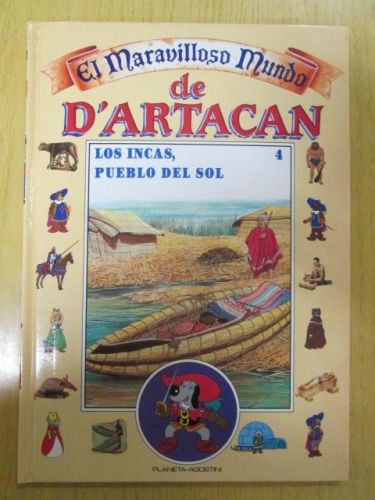 El Maravilloso Mundo
de
D'ARTACAN
LOS INCAS, 4
PUEBLO DEL SOL
PLANETA-AGOSTINI